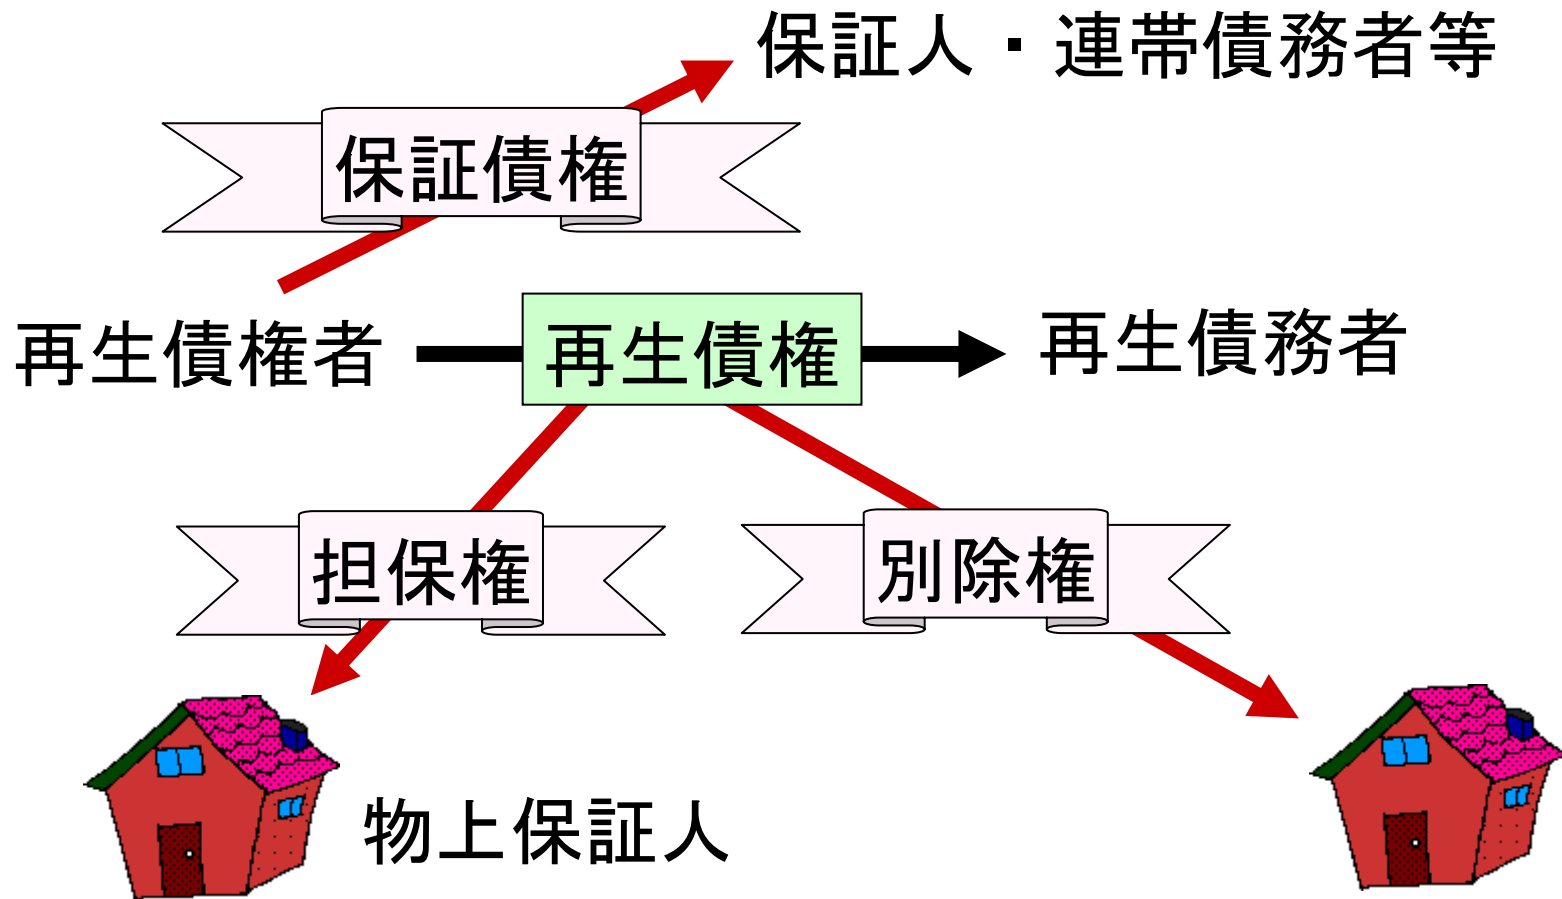 保証人・連帯債務者等
保証債権
再生債権者
再生債権
再生債務者
担保権
別除権
物上保証人